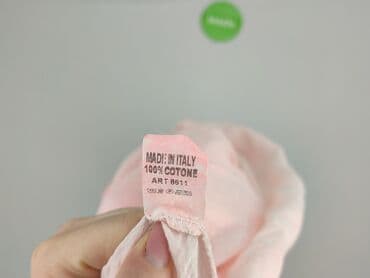 MADE IN ITALY
100% COTONE
ART 8611